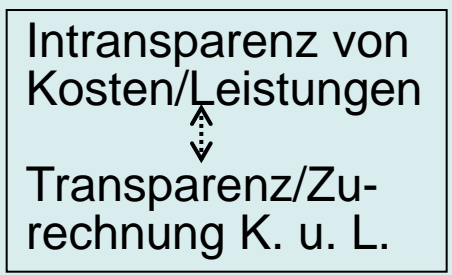 Intransparenz von
Kosten/Leistungen
Transparenz/Zu-
rechnung K. u. L.